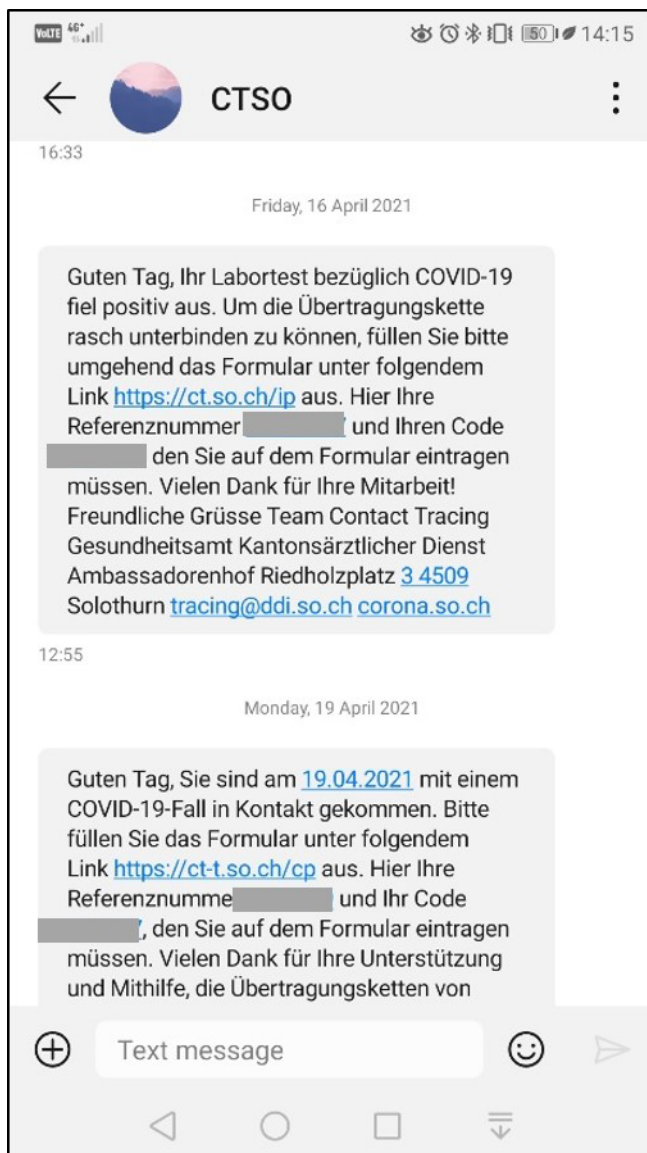 VoLTE 4G+ 50 14:15
CTSO
16:33
Friday, 16 April 2021
Guten Tag, Ihr Labortest bezüglich COVID-19
fiel positiv aus. Um die Übertragungskette
rasch unterbinden zu können, füllen Sie bitte
umgehend das Formular unter folgendem
Link https://ct.so.ch/ip aus. Hier Ihre
Referenznummer und Ihren Code
den Sie auf dem Formular eintragen
müssen. Vielen Dank für Ihre Mitarbeit!
Freundliche Grüsse Team Contact Tracing
Gesundheitsamt Kantonsärztlicher Dienst
Ambassadorenhof Riedholzplatz 3 4509
Solothurn tracing@ddi.so.ch corona.so.ch
12:55
Monday, 19 April 2021
Guten Tag, Sie sind am 19.04.2021 mit einem
COVID-19-Fall in Kontakt gekommen. Bitte
füllen Sie das Formular unter folgendem
Link https://ct-t.so.ch/cp aus. Hier Ihre
Referenznumme und Ihr Code
, den Sie auf dem Formular eintragen
müssen. Vielen Dank für Ihre Unterstützung
und Mithilfe, die Übertragungsketten von
Text message